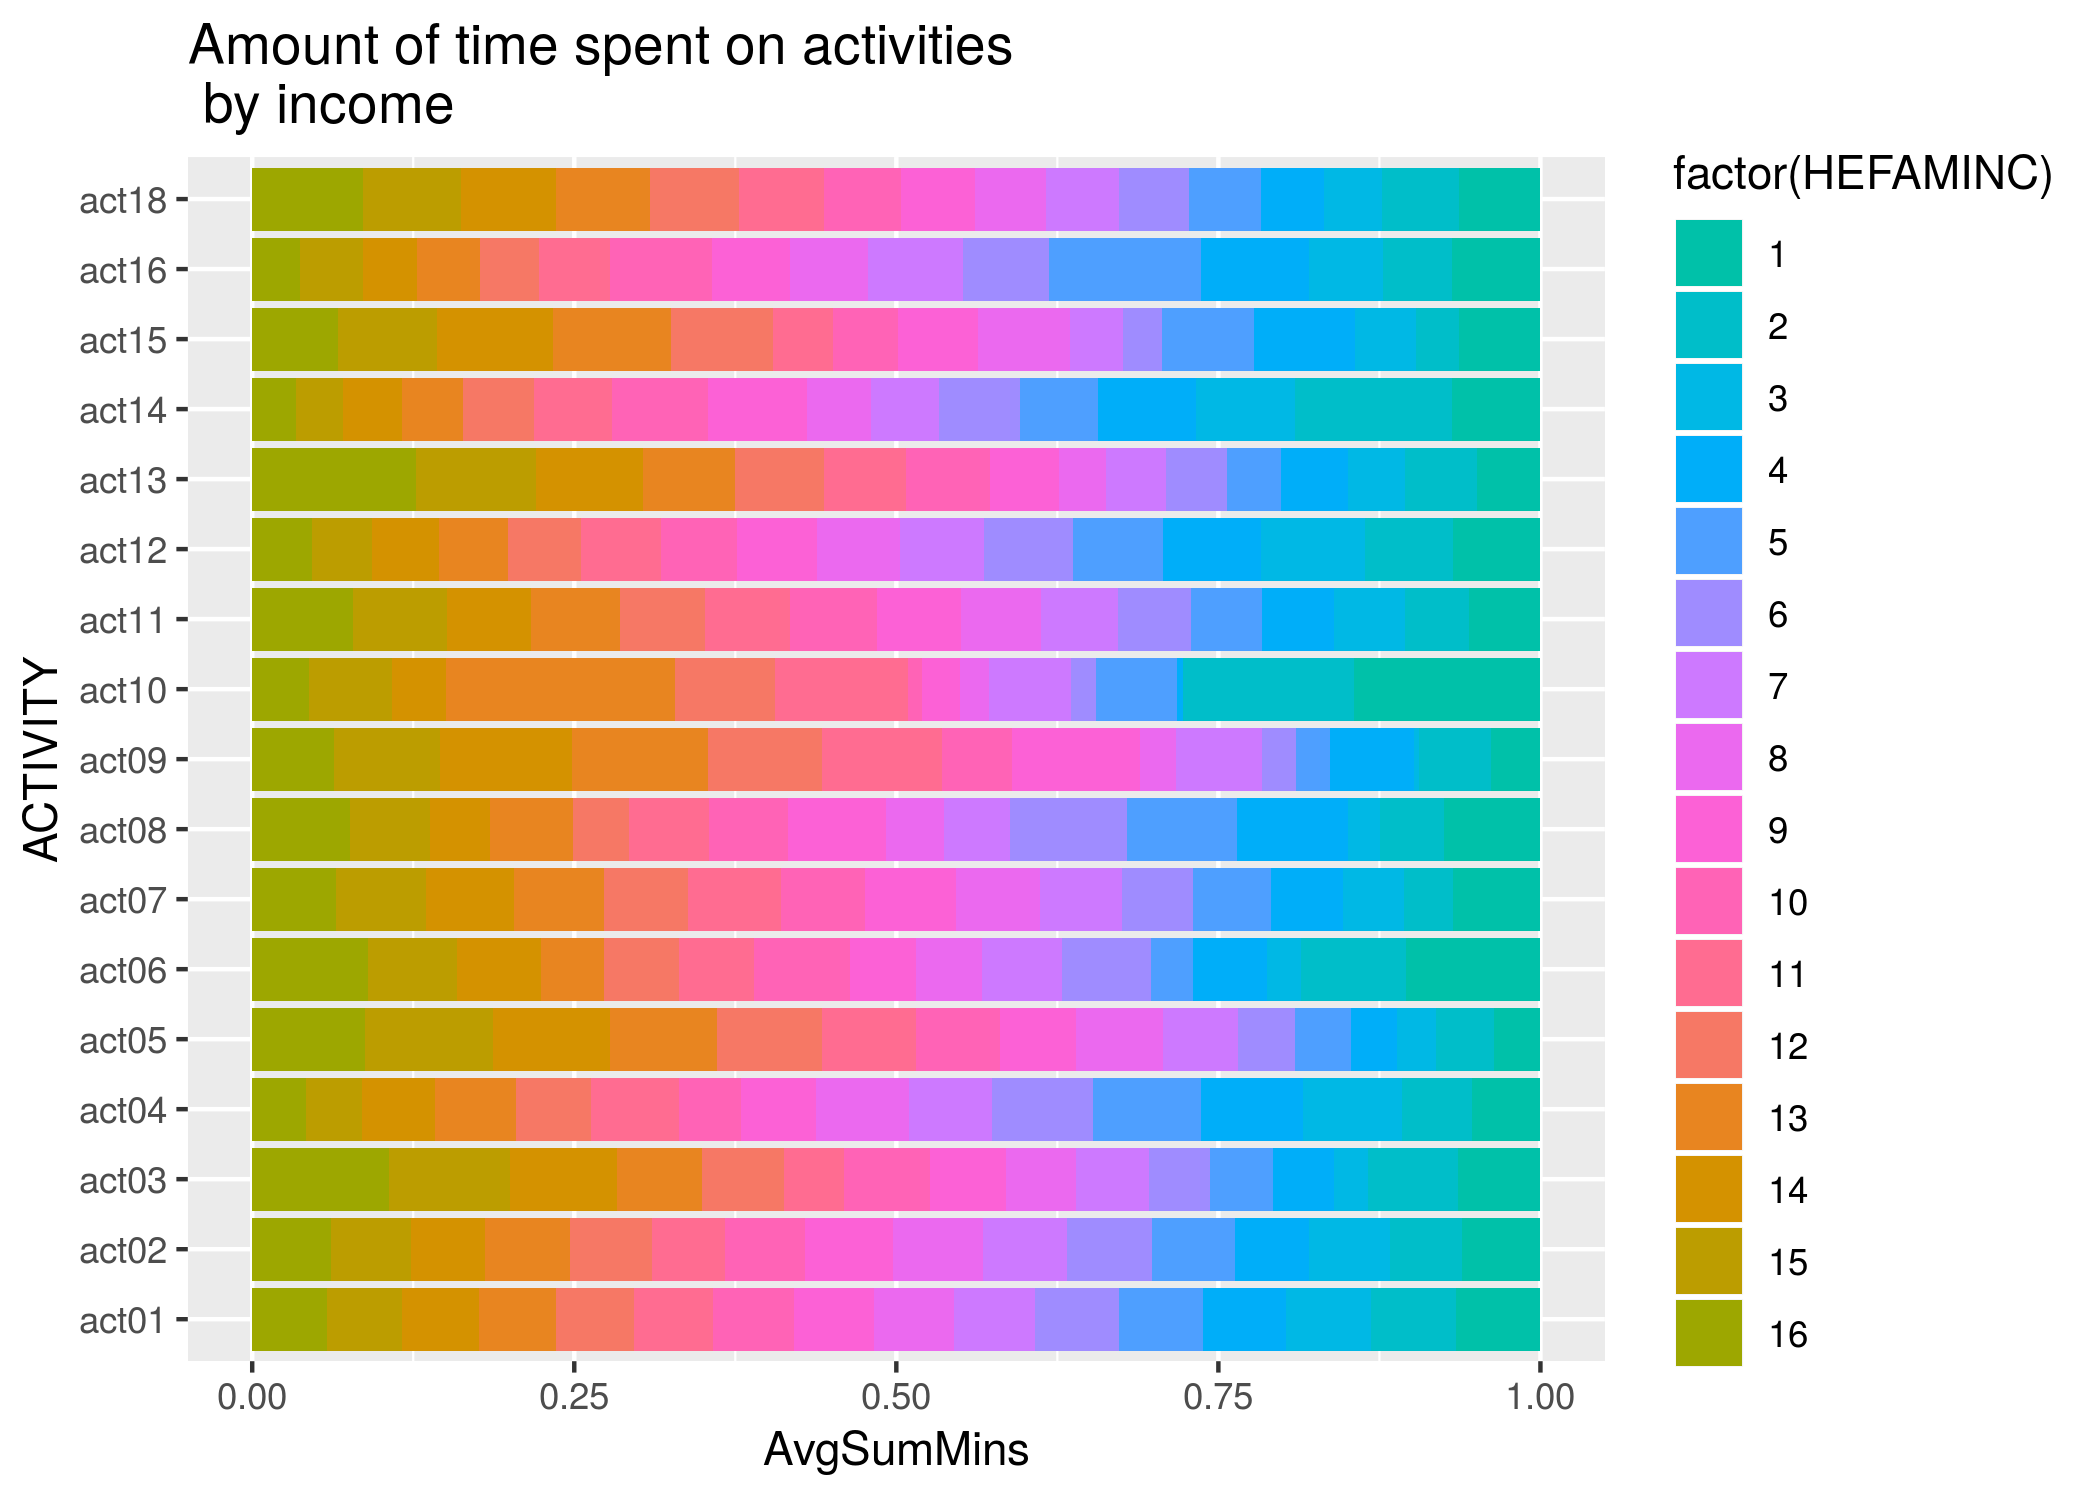 Amount of time spent on activities
by income
ACTIVITY
act18
act16
act15
act14
act13
act12
act11
act10
act09
act08
act07
act06
act05
act04
act03
act02
act01
0.00 0.25 0.50 0.75 1.00
AvgSumMins
factor(HEFAMINC)
1
2
3
4
5
6
7
8
9
10
11
12
13
14
15
16